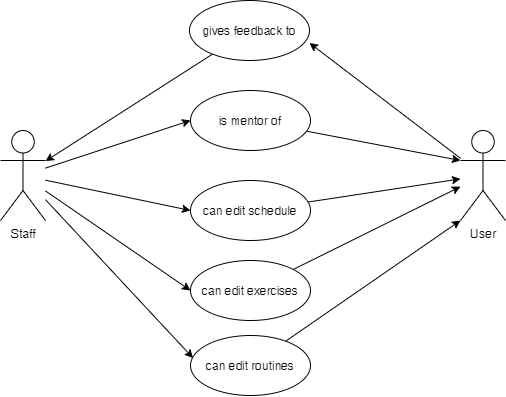 gives feedback to
is mentor of
can edit schedule
Staff
User
can edit exercises
can edit routines